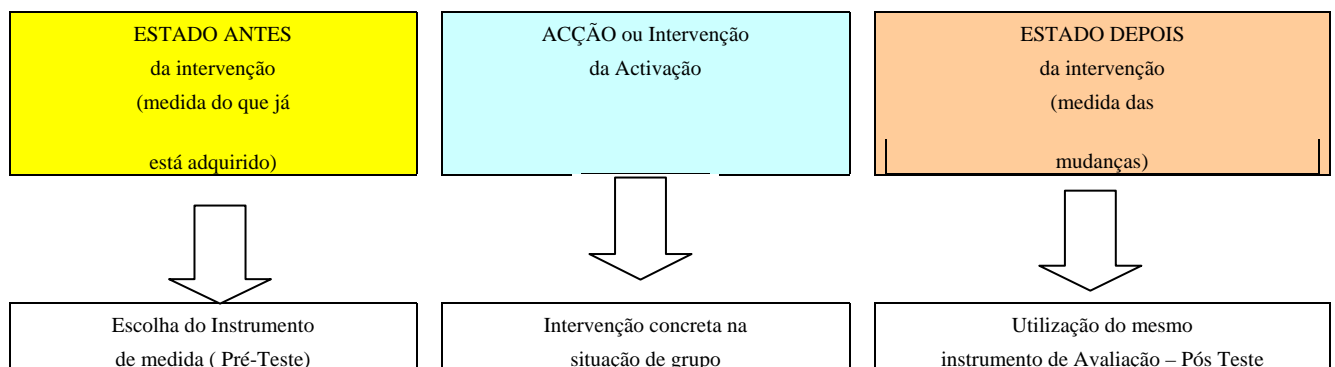 ESTADO ANTES
da intervenção
(medida do que já
está adquirido)
ACÇÃO ou Intervenção
da Activação
ESTADO DEPOIS
da intervenção
(medida das
mudanças)
Escolha do Instrumento
de medida ( Pré-Teste)
Intervenção concreta na
situação de grupo
Utilização do mesmo
instrumento de Avaliação – Pós Teste